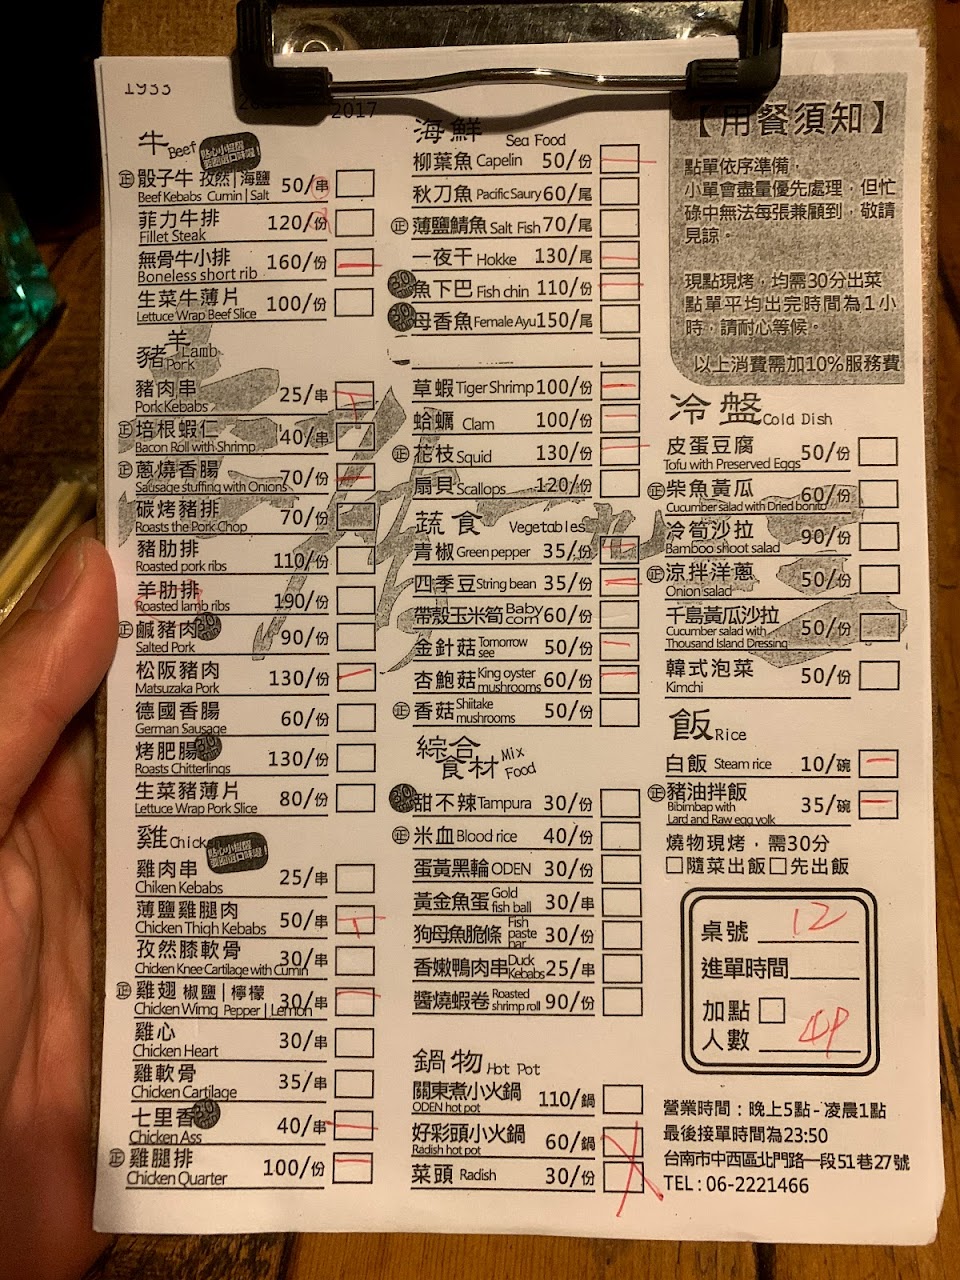 1933
2017
牛 Beef
點心小提醒
㊣骰子牛 孜然|海鹽 50/串
Beef Kebabs Cumin | Salt
菲力牛排 120/份
Fillet Steak
無骨牛小排 160/份
Boneless short rib
生菜牛薄片 100/份
Lettuce Wrap Beef Slice
豬 羊 Lamb
Pork
豬肉串 25/串
Pork Kebabs
㊣培根蝦仁 40/串
Bacon Roll with Shrimp
㊣蔥燒香腸 70/份
Sausage stuffing with Onions
碳烤豬排 70/份
Roasts the Pork Chop
豬肋排 110/份
Roasted pork ribs
羊肋排 190/份
Roasted lamb ribs
㊣鹹豬肉 90/份
Salted Pork
松阪豬肉 130/份
Matsuzaka Pork
德國香腸 60/份
German Sausage
烤肥腸 130/份
Roasts Chitterlings
生菜豬薄片 80/份
Lettuce Wrap Pork Slice
雞 Chick
點心小提醒
雞肉串 25/串
Chiken Kebabs
薄鹽雞腿肉 50/串
Chicken Thigh Kebabs
孜然膝軟骨 30/串
Chicken Knee Cartilage with Cumin
㊣雞翅 椒鹽|檸檬 30/串
Chicken Wimg Pepper | Lemon
雞心 30/串
Chicken Heart
雞軟骨 35/串
Chicken Cartilage
七里香 40/串
Chicken Ass
㊣雞腿排 100/份
Chicken Quarter
海鮮 Sea Food
柳葉魚 Capelin 50/份
秋刀魚 Pacific Saury 60/尾
㊣薄鹽鯖魚 Salt Fish 70/尾
一夜干 Hokke 130/尾
魚下巴 Fish chin 110/份
母香魚 Female Ayu 150/尾
草蝦 Tiger Shrimp 100/份
蛤蠣 Clam 100/份
㊣花枝 Squid 130/份
扇貝 Scallops 120/份
蔬食 Vegetables
青椒 Green pepper 35/份
四季豆 String bean 35/份
帶殼玉米筍 Baby corn 60/份
金針菇 Tomorrow see 50/份
杏鮑菇 King oyster mushrooms 60/份
㊣香菇 Shiitake mushrooms 50/份
綜合食材 Mix Food
甜不辣 Tampura 30/份
㊣米血 Blood rice 40/份
蛋黃黑輪 ODEN 30/份
黃金魚蛋 Gold fish ball 30/串
狗母魚脆條 Fish paste bar 30/份
香嫩鴨肉串 Duck Kebabs 25/串
醬燒蝦卷 Roasted shrimp roll 90/份
鍋物 Hot Pot
關東煮小火鍋 110/鍋
ODEN hot pot
好彩頭小火鍋 60/鍋
Radish hot pot
菜頭 Radish 30/份
【用餐須知】
點單依序準備，
小單會盡量優先處理，但忙
碌中無法每張兼顧到，敬請
見諒。
現點現烤，均需30分出菜
點單平均出完時間為1小
時，請耐心等候。
以上消費需加10%服務費
冷盤 Cold Dish
皮蛋豆腐 50/份
Tofu with Preserved Eggs
㊣柴魚黃瓜 60/份
Cucumber salad with Dried bonito
冷筍沙拉 90/份
Bamboo shoot salad
㊣涼拌洋蔥 50/份
Onion salad
千島黃瓜沙拉 50/份
Cucumber salad with
Thousand Island Dressing
韓式泡菜 50/份
Kimchi
飯 Rice
白飯 Steam rice 10/碗
㊣豬油拌飯 35/碗
Bibimbap with
Lard and Raw egg yolk
燒物現烤，需30分
□隨菜出飯□先出飯
桌號 12
進單時間
加點
人數 4P
營業時間：晚上5點-凌晨1點
最後接單時間為23:50
台南市中西區北門路一段51巷27號
TEL : 06-2221466